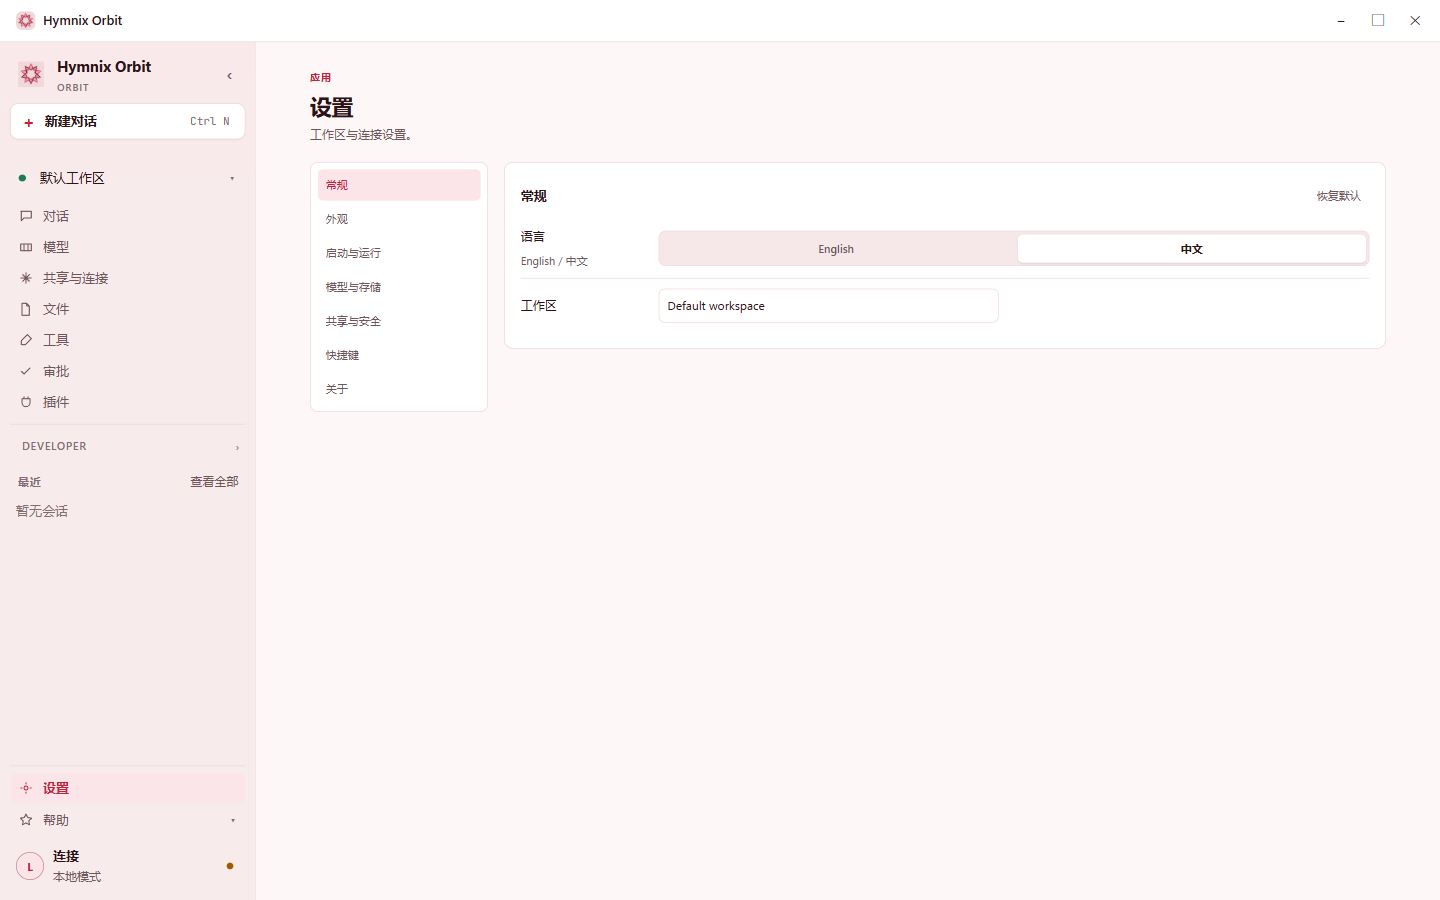 Hymnix Orbit
Hymnix Orbit
ORBIT
新建对话 Ctrl N
默认工作区
对话
模型
共享与连接
文件
工具
审批
插件
DEVELOPER
最近 查看全部
暂无会话
设置
帮助
L
连接
本地模式
应用
设置
工作区与连接设置。
常规
外观
启动与运行
模型与存储
共享与安全
快捷键
关于
常规 恢复默认
语言
English / 中文
English 中文
工作区 Default workspace